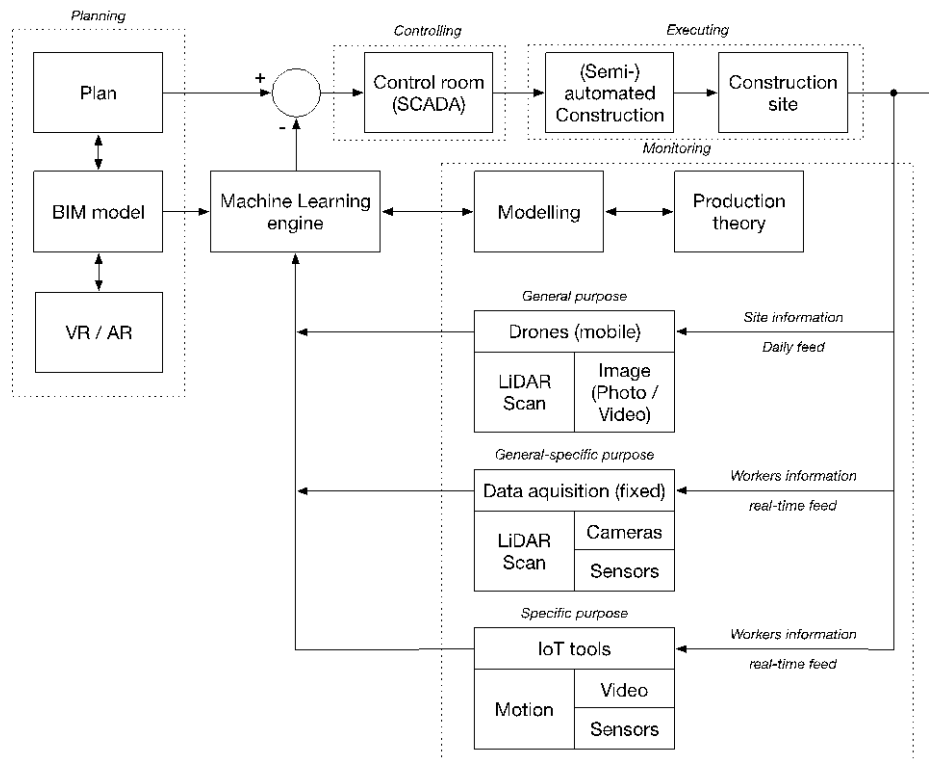 Planning
Controlling
Executing
Plan
+
-
Control room
(SCADA)
(Semi-)
automated
Construction
Construction
site
Monitoring
BIM model
Machine Learning
engine
Modelling
Production
theory
VR / AR
General purpose
Drones (mobile)
LiDAR
Scan
Image
(Photo /
Video)
Site information
Daily feed
General-specific purpose
Data aquisition (fixed)
LiDAR
Scan
Cameras
Sensors
Workers information
real-time feed
Specific purpose
IoT tools
Motion
Video
Sensors
Workers information
real-time feed